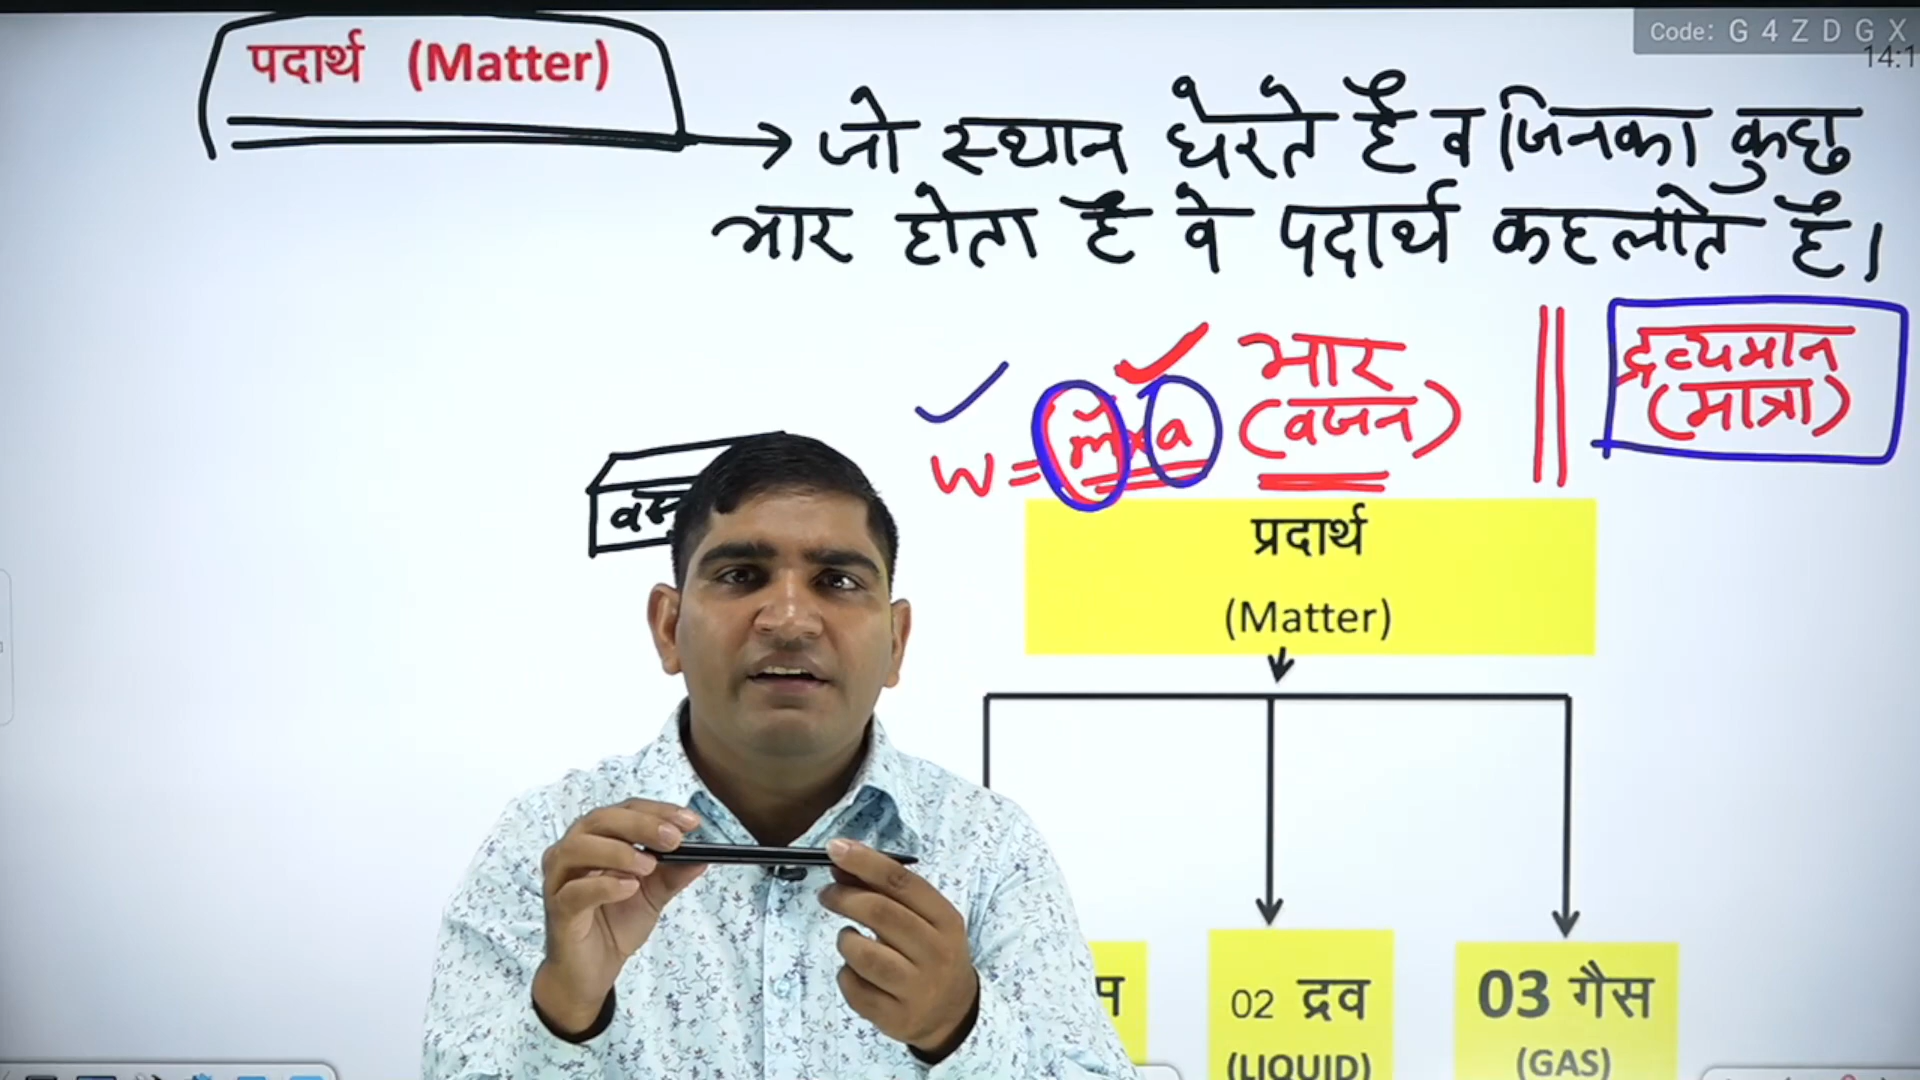 Code: G 4 Z D G X
14:1
पदार्थ (Matter)
जो स्थान घेरते हैं व जिनका कुछ
भार होता है वे पदार्थ कहलाते हैं।
W = m × a
भार
(वजन)
द्रव्यमान
(मात्रा)
प्रदार्थ
(Matter)
02 द्रव
(LIQUID)
03 गैस
(GAS)